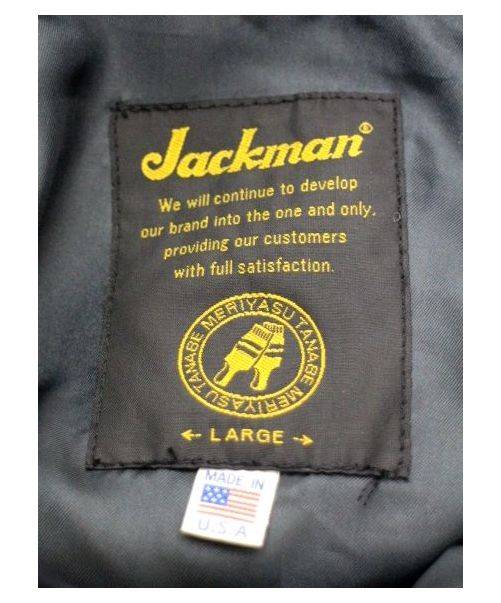 Jackman®
We will continue to develop
our brand into the one and only,
providing our customers
with full satisfaction.
MERIYASU TANABE MERIYASU TANABE
← LARGE →
MADE IN
U.S.A